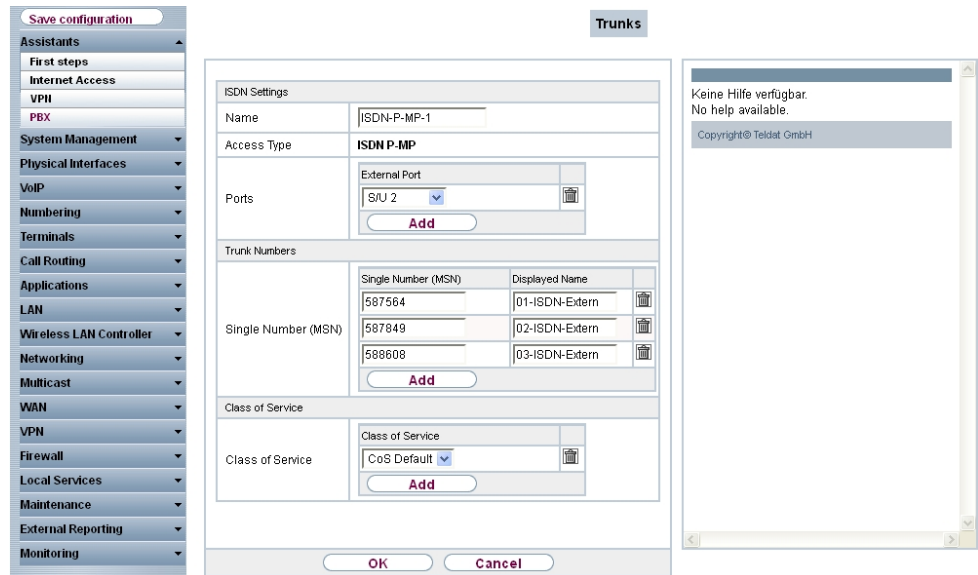 Save configuration
Assistants
First steps
Internet Access
VPN
PBX
System Management
Physical Interfaces
VoIP
Numbering
Terminals
Call Routing
Applications
LAN
Wireless LAN Controller
Networking
Multicast
WAN
VPN
Firewall
Local Services
Maintenance
External Reporting
Monitoring
Trunks
ISDN Settings
Name ISDN-P-MP-1
Access Type ISDN P-MP
Ports
External Port
S/U 2
Add
Trunk Numbers
Single Number (MSN)
Single Number (MSN) Displayed Name
587564 01-ISDN-Extern
587849 02-ISDN-Extern
588608 03-ISDN-Extern
Add
Class of Service
Class of Service
Class of Service
CoS Default
Add
OK Cancel
Keine Hilfe verfügbar.
No help available.
Copyright© Teldat GmbH